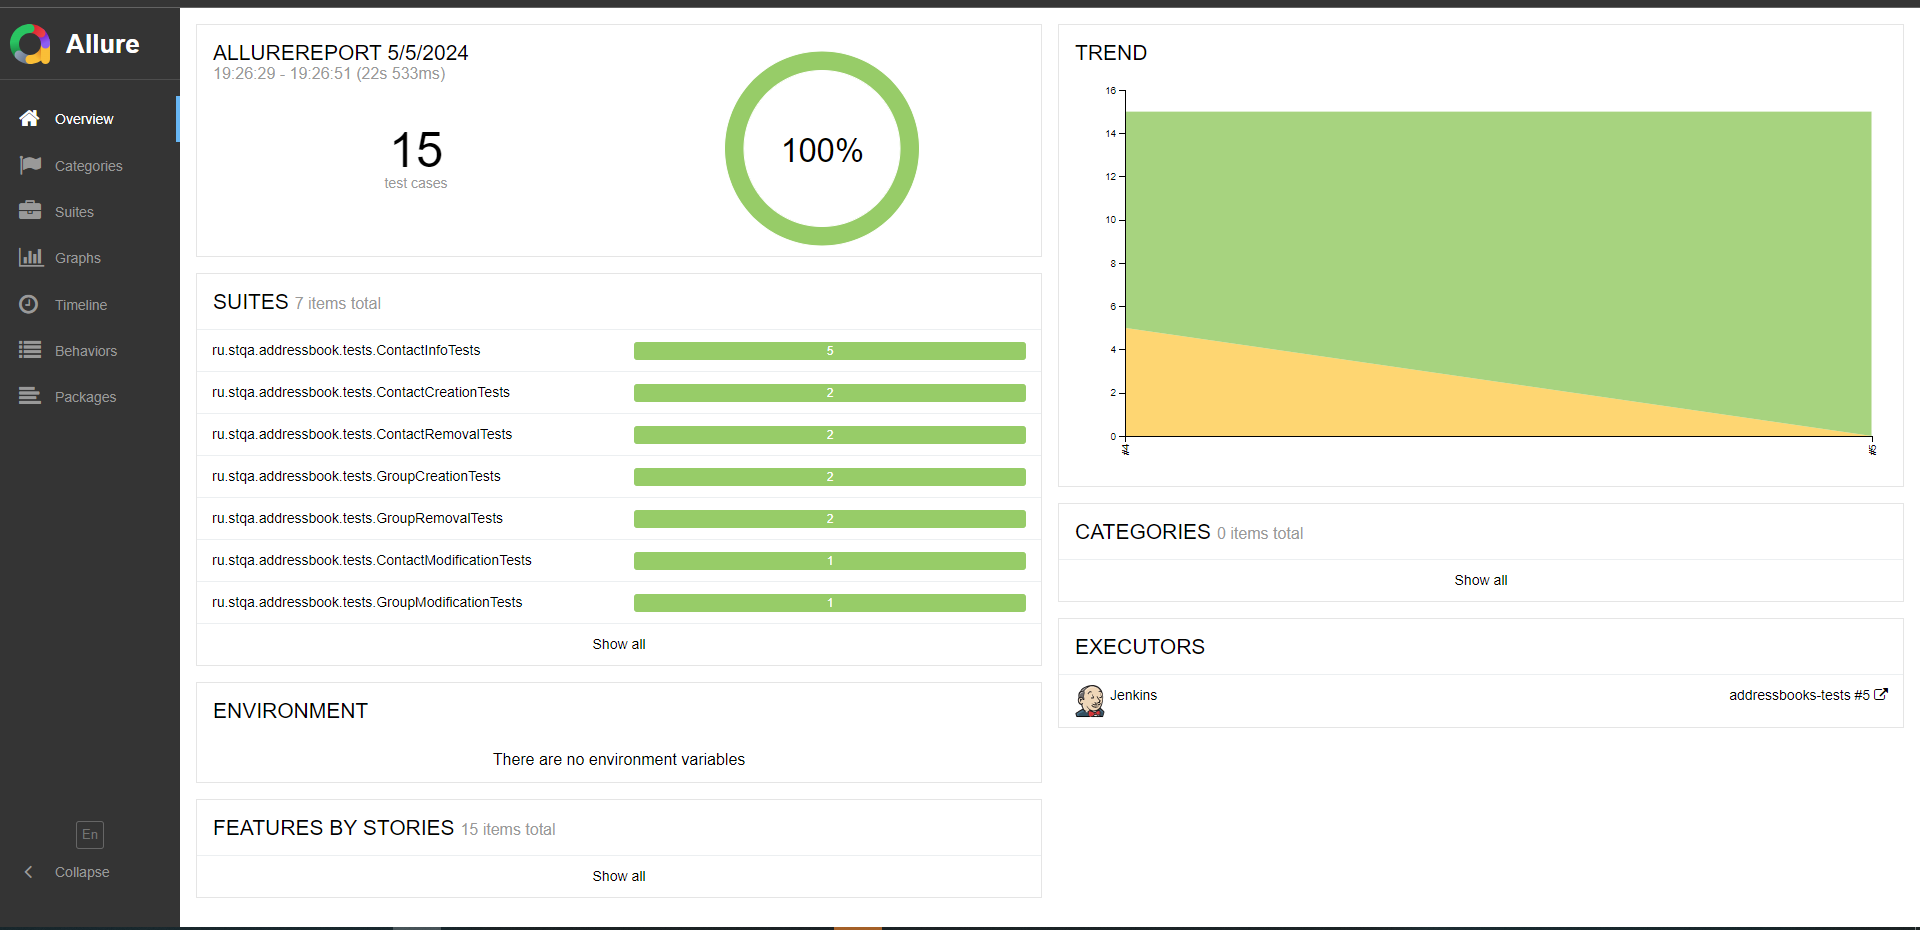 Allure
Overview
Categories
Suites
Graphs
Timeline
Behaviors
Packages
En
Collapse
ALLUREREPORT 5/5/2024
19:26:29 - 19:26:51 (22s 533ms)
15
test cases
100%
SUITES 7 items total
ru.stqa.addressbook.tests.ContactInfoTests 5
ru.stqa.addressbook.tests.ContactCreationTests 2
ru.stqa.addressbook.tests.ContactRemovalTests 2
ru.stqa.addressbook.tests.GroupCreationTests 2
ru.stqa.addressbook.tests.GroupRemovalTests 2
ru.stqa.addressbook.tests.ContactModificationTests 1
ru.stqa.addressbook.tests.GroupModificationTests 1
Show all
ENVIRONMENT
There are no environment variables
FEATURES BY STORIES 15 items total
Show all
TREND
16
14
12
10
8
6
4
2
0
#4
#5
CATEGORIES 0 items total
Show all
EXECUTORS
Jenkins addressbooks-tests #5